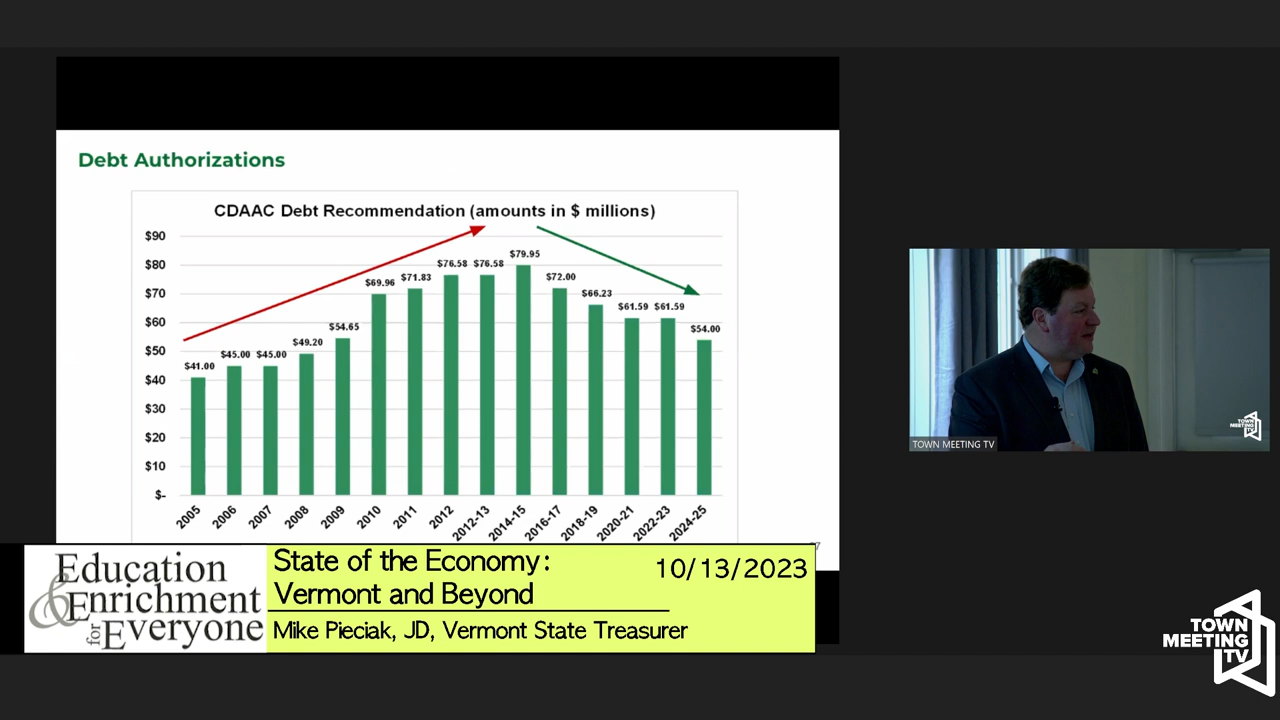 Debt Authorizations
CDAAC Debt Recommendation (amounts in $ millions)
$90
$80
$70
$60
$50
$40
$30
$20
$10
$-
$41.00
$45.00
$45.00
$49.20
$54.65
$69.96
$71.83
$76.58
$76.58
$79.95
$72.00
$66.23
$61.59
$61.59
$54.00
2005
2006
2007
2008
2009
2010
2011
2012
2012-13
2014-15
2016-17
2018-19
2020-21
2022-23
2024-25
Education
& Enrichment
for Everyone
State of the Economy:
Vermont and Beyond
10/13/2023
Mike Pieciak, JD, Vermont State Treasurer
TOWN MEETING TV
TOWN
MEETING
TV
TOWN
MEETING
TV